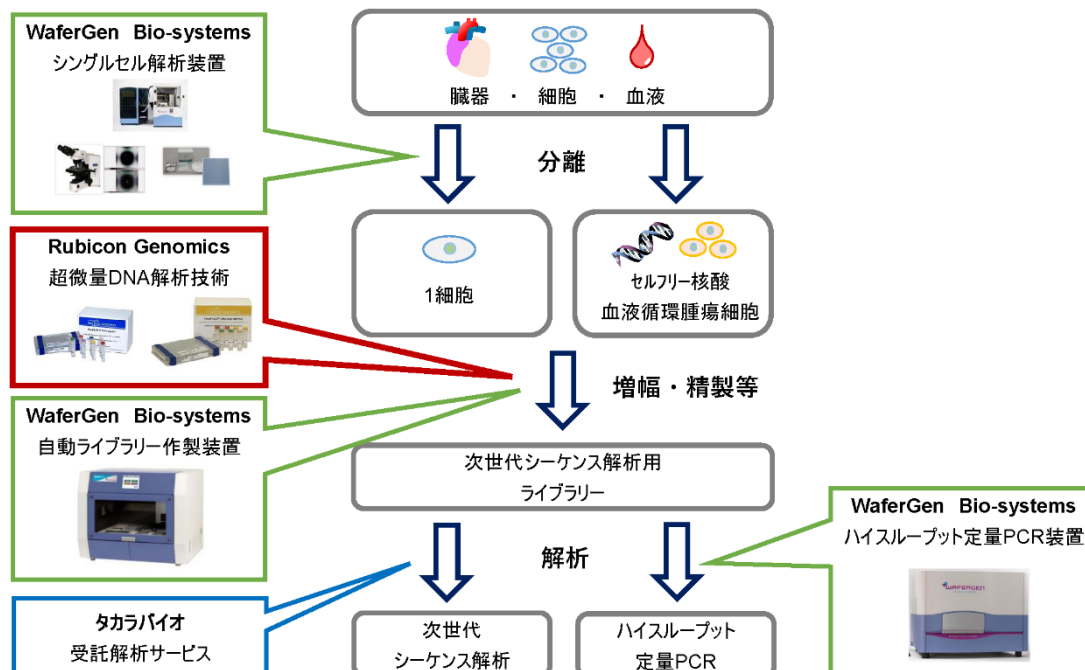 WaferGen Bio-systems
シングルセル解析装置
臓器 ・ 細胞 ・ 血液
分離
Rubicon Genomics
超微量DNA解析技術
1細胞
セルフリー核酸
血液循環腫瘍細胞
増幅・精製等
WaferGen Bio-systems
自動ライブラリー作製装置
次世代シーケンス解析用
ライブラリー
解析
WaferGen Bio-systems
ハイスループット定量PCR装置
WAFERGEN
タカラバイオ
受託解析サービス
次世代
シーケンス解析
ハイスループット
定量PCR